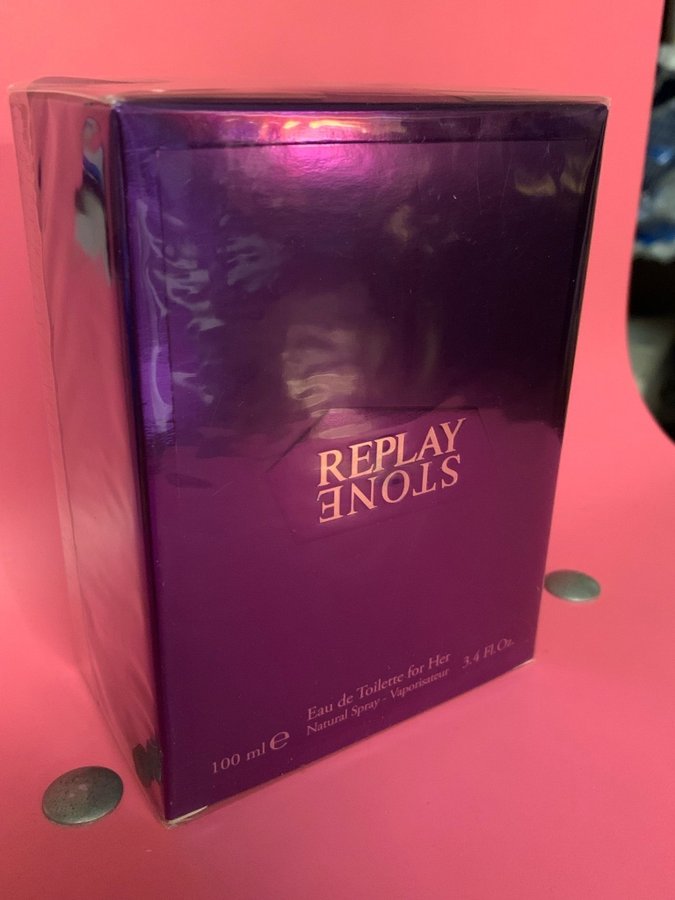 REPLAY
STONE
Eau de Toilette for Her
Natural Spray - Vaporisateur
100 ml ℮
3.4 Fl.Oz.